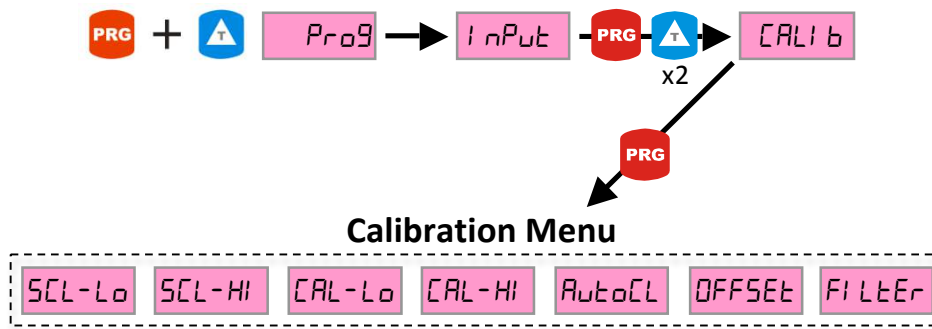 PRG + T Prog InPut PRG T CALIb
x2
PRG
Calibration Menu
SCL-Lo SCL-HI CAL-Lo CAL-HI AutoCL OFFSEt FILtEr